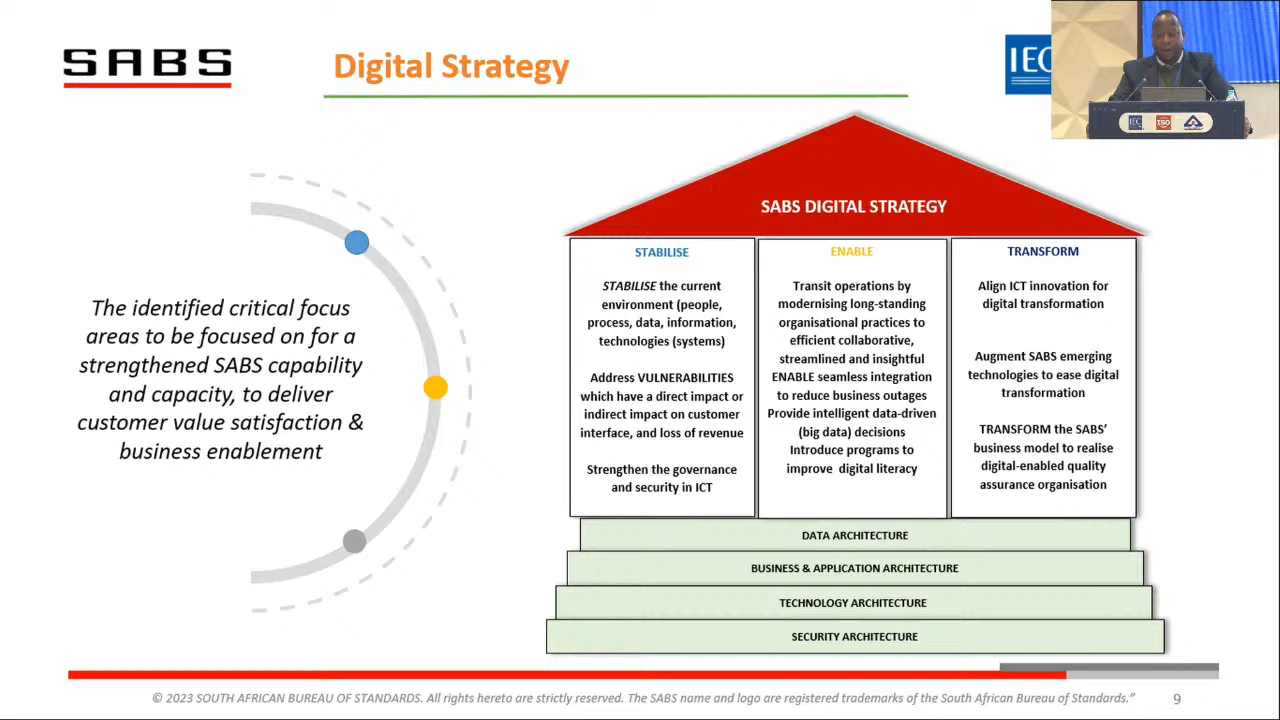 SABS
Digital Strategy
IEC
IEC
ISO
SABS DIGITAL STRATEGY
The identified critical focus
areas to be focused on for a
strengthened SABS capability
and capacity, to deliver
customer value satisfaction &
business enablement
STABILISE
STABILISE the current
environment (people,
process, data, information,
technologies (systems)
Address VULNERABILITIES
which have a direct impact or
indirect impact on customer
interface, and loss of revenue
Strengthen the governance
and security in ICT
ENABLE
Transit operations by
modernising long-standing
organisational practices to
efficient collaborative,
streamlined and insightful
ENABLE seamless integration
to reduce business outages
Provide intelligent data-driven
(big data) decisions
Introduce programs to
improve digital literacy
TRANSFORM
Align ICT innovation for
digital transformation
Augment SABS emerging
technologies to ease digital
transformation
TRANSFORM the SABS’
business model to realise
digital-enabled quality
assurance organisation
DATA ARCHITECTURE
BUSINESS & APPLICATION ARCHITECTURE
TECHNOLOGY ARCHITECTURE
SECURITY ARCHITECTURE
© 2023 SOUTH AFRICAN BUREAU OF STANDARDS. All rights hereto are strictly reserved. The SABS name and logo are registered trademarks of the South African Bureau of Standards.”
9